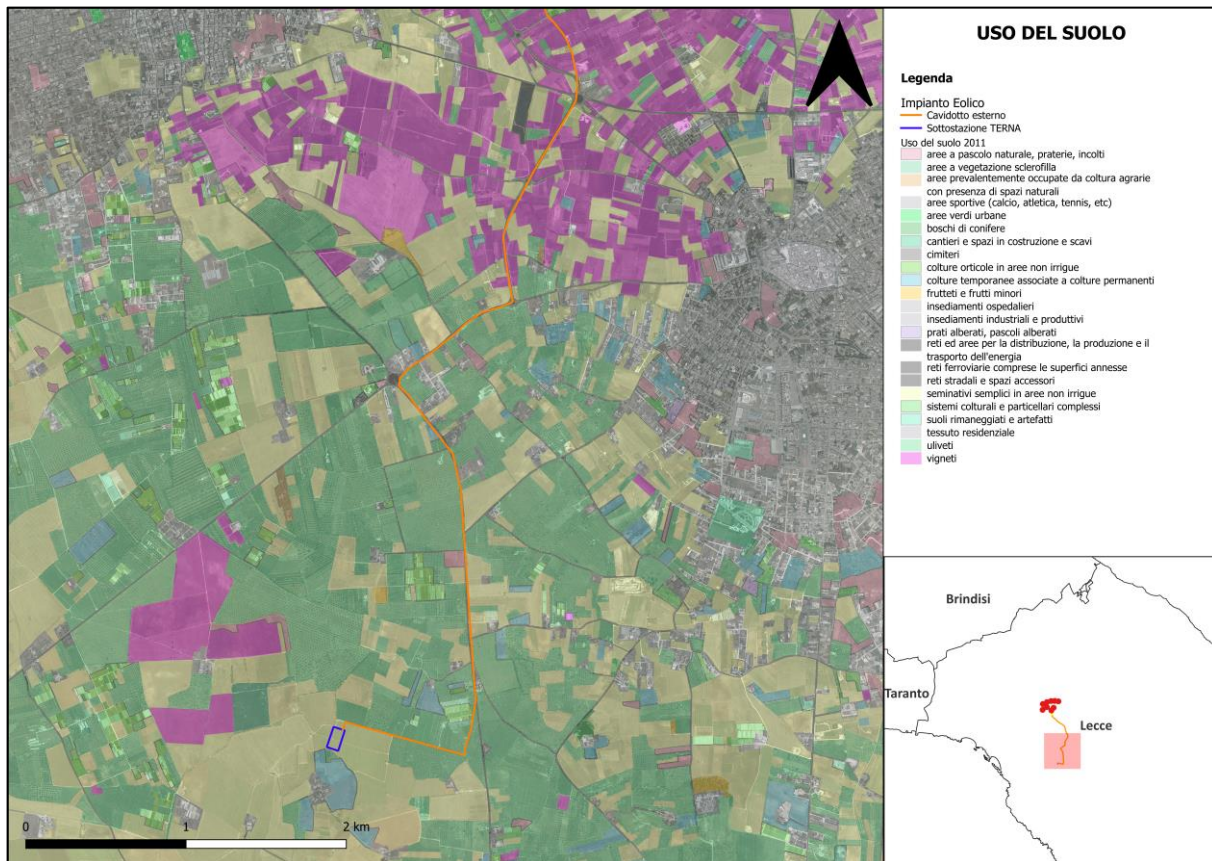 USO DEL SUOLO
Legenda
Impianto Eolico
Cavidotto esterno
Sottostazione TERNA
Uso del suolo 2011
aree a pascolo naturale, praterie, incolti
aree a vegetazione sclerofilla
aree prevalentemente occupate da coltura agrarie
con presenza di spazi naturali
aree sportive (calcio, atletica, tennis, etc)
aree verdi urbane
boschi di conifere
cantieri e spazi in costruzione e scavi
cimiteri
colture orticole in aree non irrigue
colture temporanee associate a colture permanenti
frutteti e frutti minori
insediamenti ospedalieri
insediamenti industriali e produttivi
prati alberati, pascoli alberati
reti ed aree per la distribuzione, la produzione e il
trasporto dell'energia
reti ferroviarie comprese le superfici annesse
reti stradali e spazi accessori
seminativi semplici in aree non irrigue
sistemi colturali e particellari complessi
suoli rimaneggiati e artefatti
tessuto residenziale
uliveti
vigneti
Brindisi
Taranto
Lecce
0 1 2 km